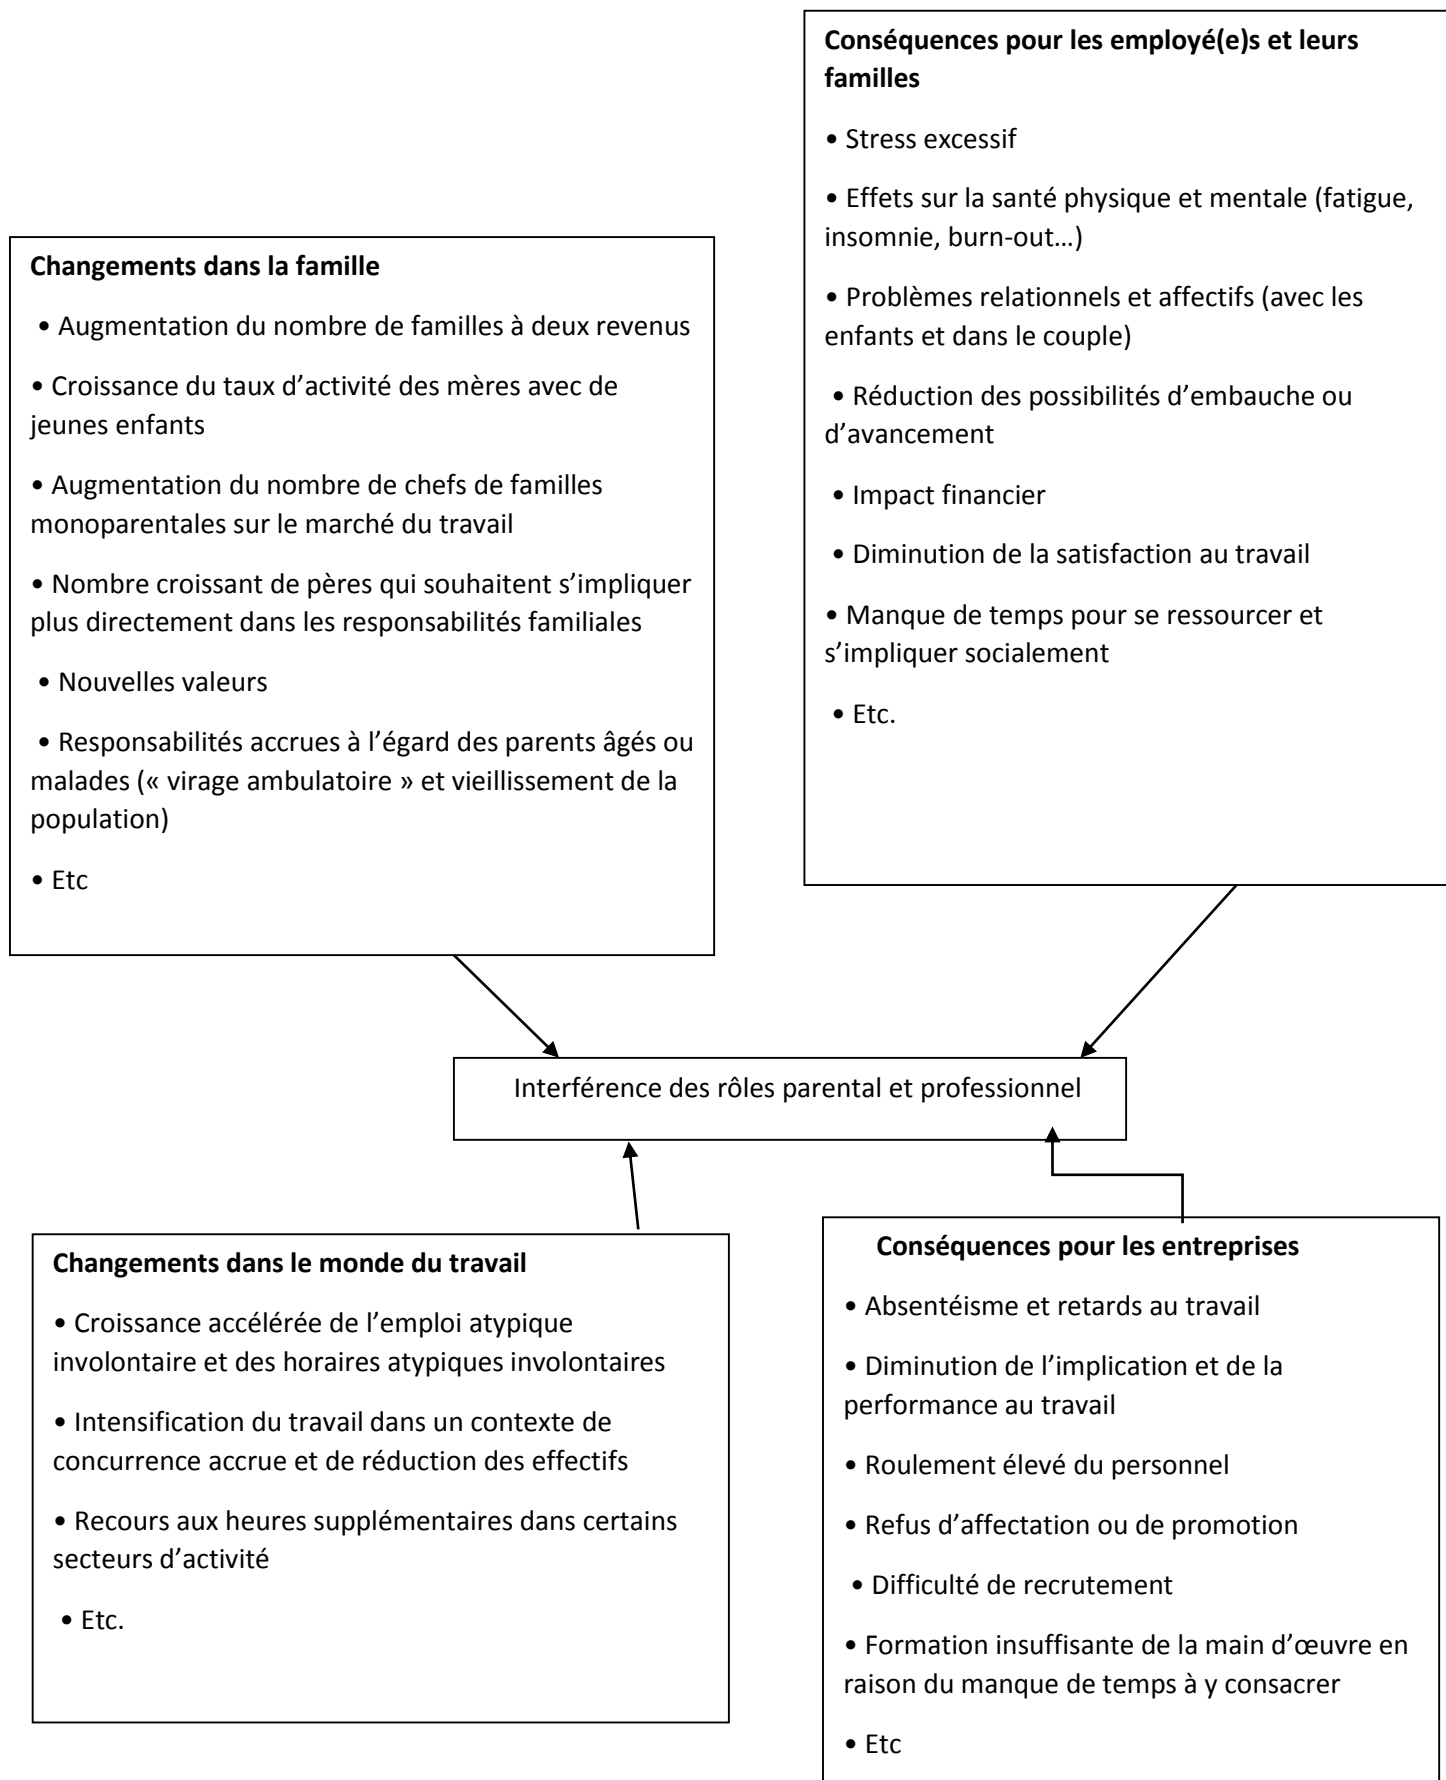 Conséquences pour les employé(e)s et leurs
familles
• Stress excessif
• Effets sur la santé physique et mentale (fatigue,
insomnie, burn-out…)
• Problèmes relationnels et affectifs (avec les
enfants et dans le couple)
• Réduction des possibilités d’embauche ou
d’avancement
• Impact financier
• Diminution de la satisfaction au travail
• Manque de temps pour se ressourcer et
s’impliquer socialement
• Etc.
Changements dans la famille
• Augmentation du nombre de familles à deux revenus
• Croissance du taux d’activité des mères avec de
jeunes enfants
• Augmentation du nombre de chefs de familles
monoparentales sur le marché du travail
• Nombre croissant de pères qui souhaitent s’impliquer
plus directement dans les responsabilités familiales
• Nouvelles valeurs
• Responsabilités accrues à l’égard des parents âgés ou
malades (« virage ambulatoire » et vieillissement de la
population)
• Etc
Interférence des rôles parental et professionnel
Changements dans le monde du travail
• Croissance accélérée de l’emploi atypique
involontaire et des horaires atypiques involontaires
• Intensification du travail dans un contexte de
concurrence accrue et de réduction des effectifs
• Recours aux heures supplémentaires dans certains
secteurs d’activité
• Etc.
Conséquences pour les entreprises
• Absentéisme et retards au travail
• Diminution de l’implication et de la
performance au travail
• Roulement élevé du personnel
• Refus d’affectation ou de promotion
• Difficulté de recrutement
• Formation insuffisante de la main d’œuvre en
raison du manque de temps à y consacrer
• Etc